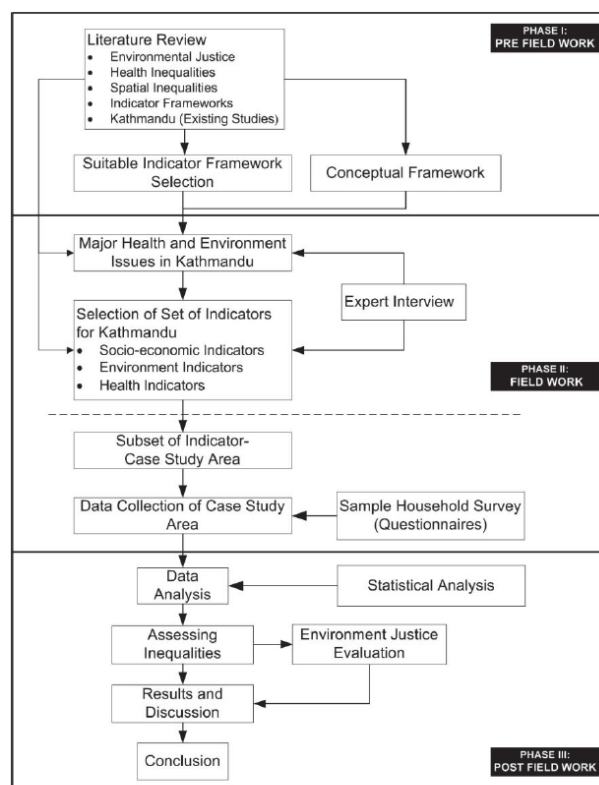 PHASE I:
PRE FIELD WORK
Literature Review
• Environmental Justice
• Health Inequalities
• Spatial Inequalities
• Indicator Frameworks
• Kathmandu (Existing Studies)
Suitable Indicator Framework
Selection
Conceptual Framework
Major Health and Environment
Issues in Kathmandu
Expert Interview
Selection of Set of Indicators
for Kathmandu
• Socio-economic Indicators
• Environment Indicators
• Health Indicators
PHASE II:
FIELD WORK
Subset of Indicator-
Case Study Area
Data Collection of Case Study
Area
Sample Household Survey
(Questionnaires)
Data
Analysis
Statistical Analysis
Assessing
Inequalities
Environment Justice
Evaluation
Results and
Discussion
Conclusion
PHASE III:
POST FIELD WORK